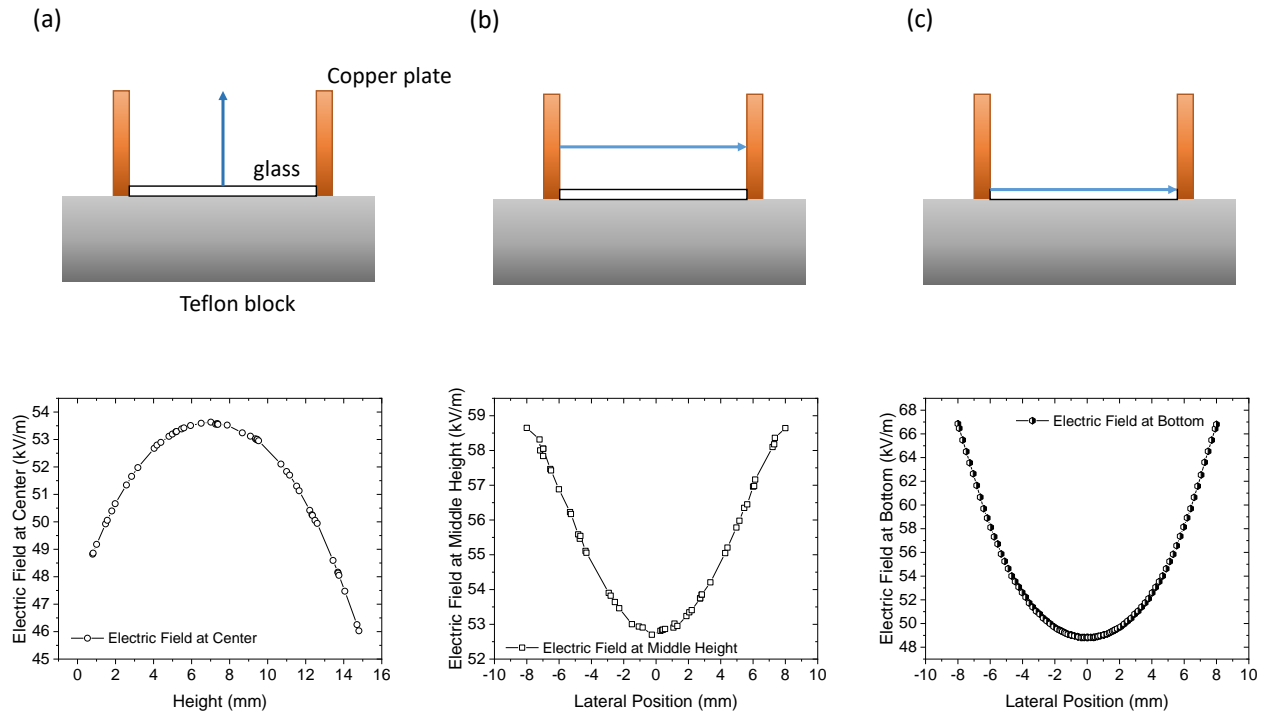 (a)
(b)
(c)
Copper plate
glass
Teflon block
54
53
52
51
50
49
48
47
46
45
Electric Field at Center (kV/m)
Electric Field at Center
0 2 4 6 8 10 12 14 16
Height (mm)
59
58
57
56
55
54
53
52
Electric Field at Middle Height (kV/m)
Electric Field at Middle Height
-10 -8 -6 -4 -2 0 2 4 6 8 10
Lateral Position (mm)
68
66
64
62
60
58
56
54
52
50
48
Electric Field at Bottom (kV/m)
Electric Field at Bottom
-10 -8 -6 -4 -2 0 2 4 6 8 10
Lateral Position (mm)